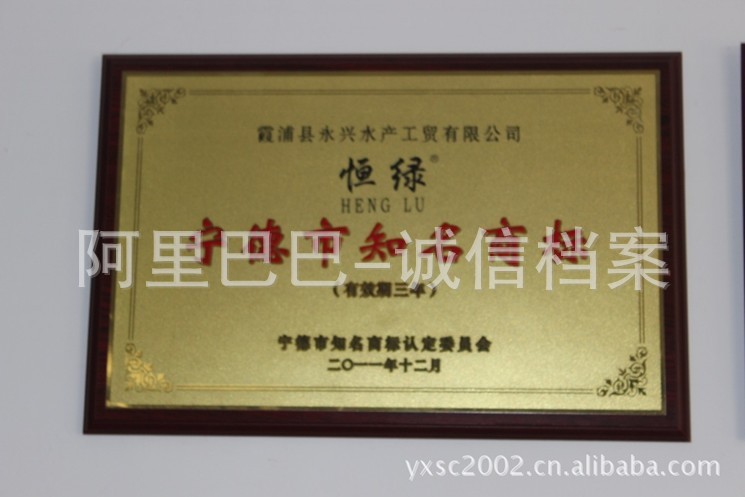 霞浦县永兴水产工贸有限公司
恒绿®
HENG LU
宁德市知名商标
阿里巴巴-诚信档案
(有效期三年)
宁德市知名商标认定委员会
二〇一一年十二月
yxsc2002.cn.alibaba.com